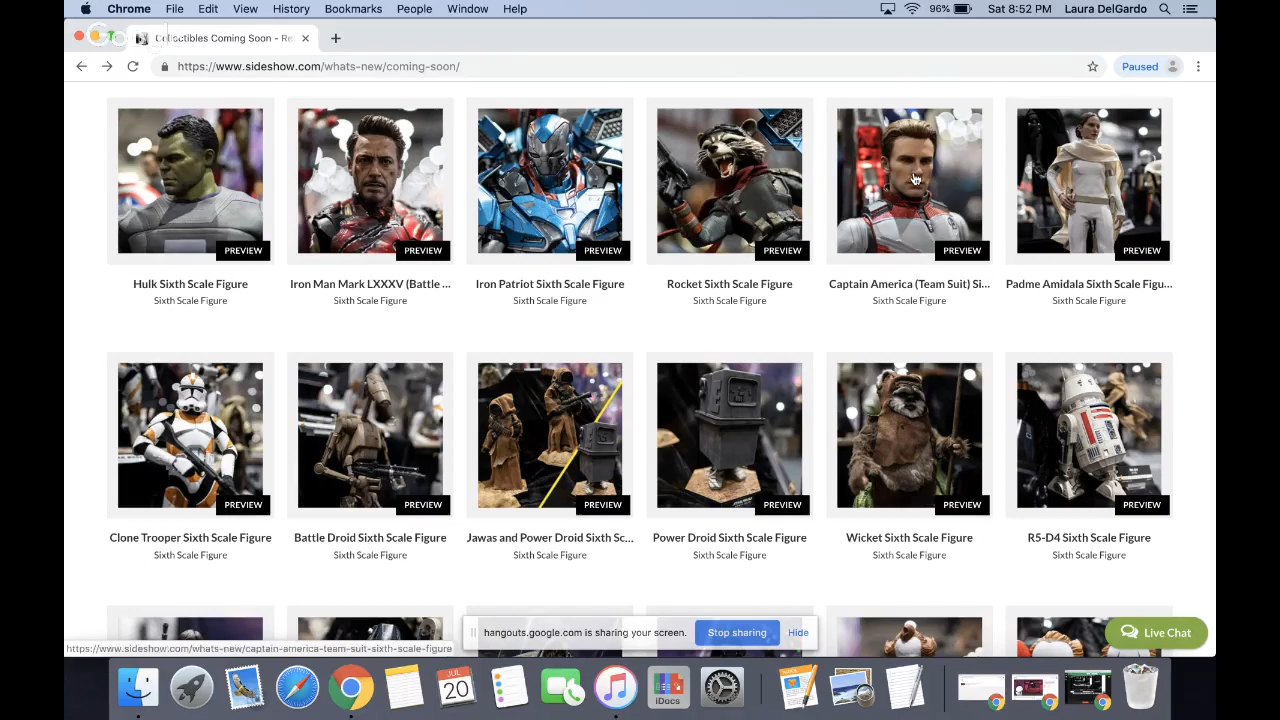 Chrome File Edit View History Bookmarks People Window Help 96% Sat 8:52 PM Laura DelGardo
Collectibles Coming Soon - Re
https://www.sideshow.com/whats-new/coming-soon/ Paused
PREVIEW PREVIEW PREVIEW PREVIEW PREVIEW PREVIEW
Hulk Sixth Scale Figure Iron Man Mark LXXXV (Battle ... Iron Patriot Sixth Scale Figure Rocket Sixth Scale Figure Captain America (Team Suit) Si... Padme Amidala Sixth Scale Figu...
Sixth Scale Figure Sixth Scale Figure Sixth Scale Figure Sixth Scale Figure Sixth Scale Figure Sixth Scale Figure
PREVIEW PREVIEW PREVIEW PREVIEW PREVIEW PREVIEW
Clone Trooper Sixth Scale Figure Battle Droid Sixth Scale Figure Jawas and Power Droid Sixth Sc... Power Droid Sixth Scale Figure Wicket Sixth Scale Figure R5-D4 Sixth Scale Figure
Sixth Scale Figure Sixth Scale Figure Sixth Scale Figure Sixth Scale Figure Sixth Scale Figure Sixth Scale Figure
hangouts.google.com is sharing your screen. Stop sharing Hide
Live Chat
https://www.sideshow.com/whats-new/captain-america-team-suit-sixth-scale-figure
JUL
20
iDocs